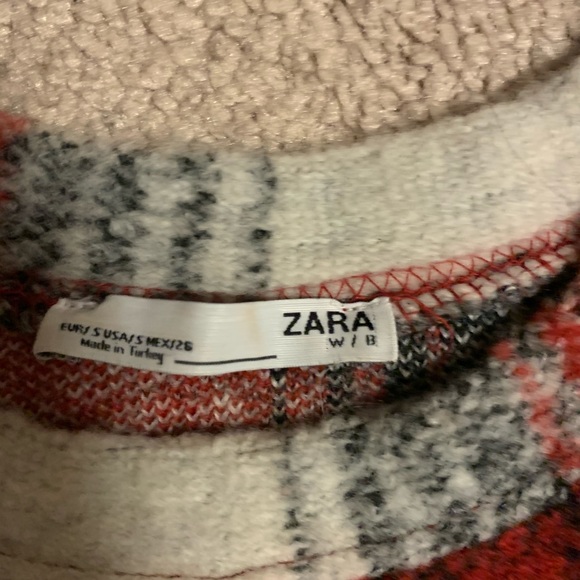 EUR/S USA/S MEX/26
Made in Turkey
ZARA
W / B